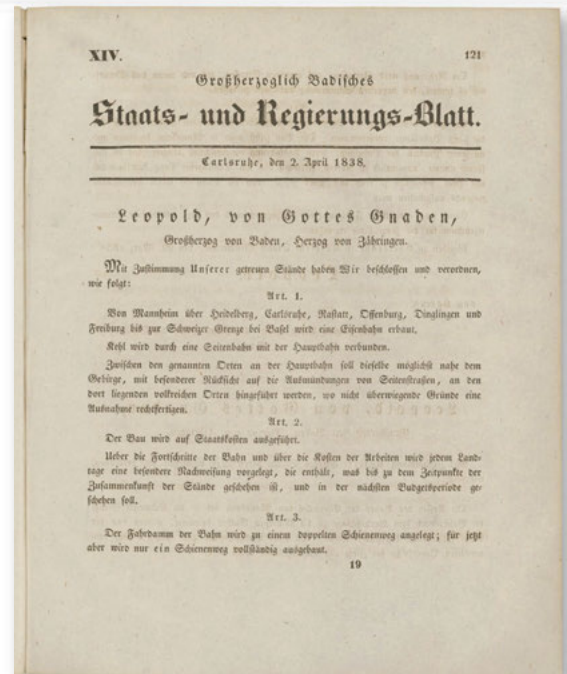 XIV. 121
Großherzoglich Badisches
Staats- und Regierungs-Blatt.
Carlsruhe, den 2. April 1838.
Leopold, von Gottes Gnaden,
Großherzog von Baden, Herzog von Zähringen.
Mit Zustimmung Unserer getreuen Stände haben Wir beschlossen und verordnen,
wie folgt:
Art. 1.
Von Mannheim über Heidelberg, Carlsruhe, Rastatt, Offenburg, Dinglingen und
Freiburg bis zur Schweizer Grenze bei Basel wird eine Eisenbahn erbaut.
Kehl wird durch eine Seitenbahn mit der Hauptbahn verbunden.
Zwischen den genannten Orten an der Hauptbahn soll dieselbe möglichst nahe dem
Gebirge, mit besonderer Rücksicht auf die Ausmündungen von Seitenstraßen, an den
dort liegenden volkreichen Orten hingeführt werden, wo nicht überwiegende Gründe eine
Ausnahme rechtfertigen.
Art. 2.
Der Bau wird auf Staatskosten ausgeführt.
Ueber die Fortschritte der Bahn und über die Kosten der Arbeiten wird jedem Land-
tage eine besondere Nachweisung vorgelegt, die enthält, was bis zu dem Zeitpunkte der
Zusammenkunft der Stände geschehen ist, und in der nächsten Budgetsperiode ge-
schehen soll.
Art. 3.
Der Fahrdamm der Bahn wird zu einem doppelten Schienenweg angelegt; für jetzt
aber wird nur ein Schienenweg vollständig ausgebaut.
19